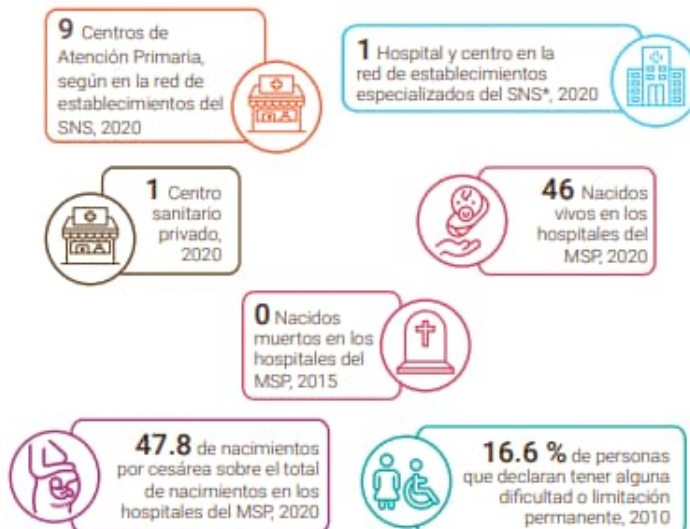 9 Centros de
Atención Primaria,
según en la red de
establecimientos del
SNS, 2020
1 Hospital y centro en la
red de establecimientos
especializados del SNS*, 2020
1 Centro
sanitario
privado,
2020
46 Nacidos
vivos en los
hospitales del
MSP, 2020
0 Nacidos
muertos en los
hospitales del
MSP, 2015
47.8 de nacimientos
por cesárea sobre el total
de nacimientos en los
hospitales del MSP, 2020
16.6 % de personas
que declaran tener alguna
dificultad o limitación
permanente, 2010